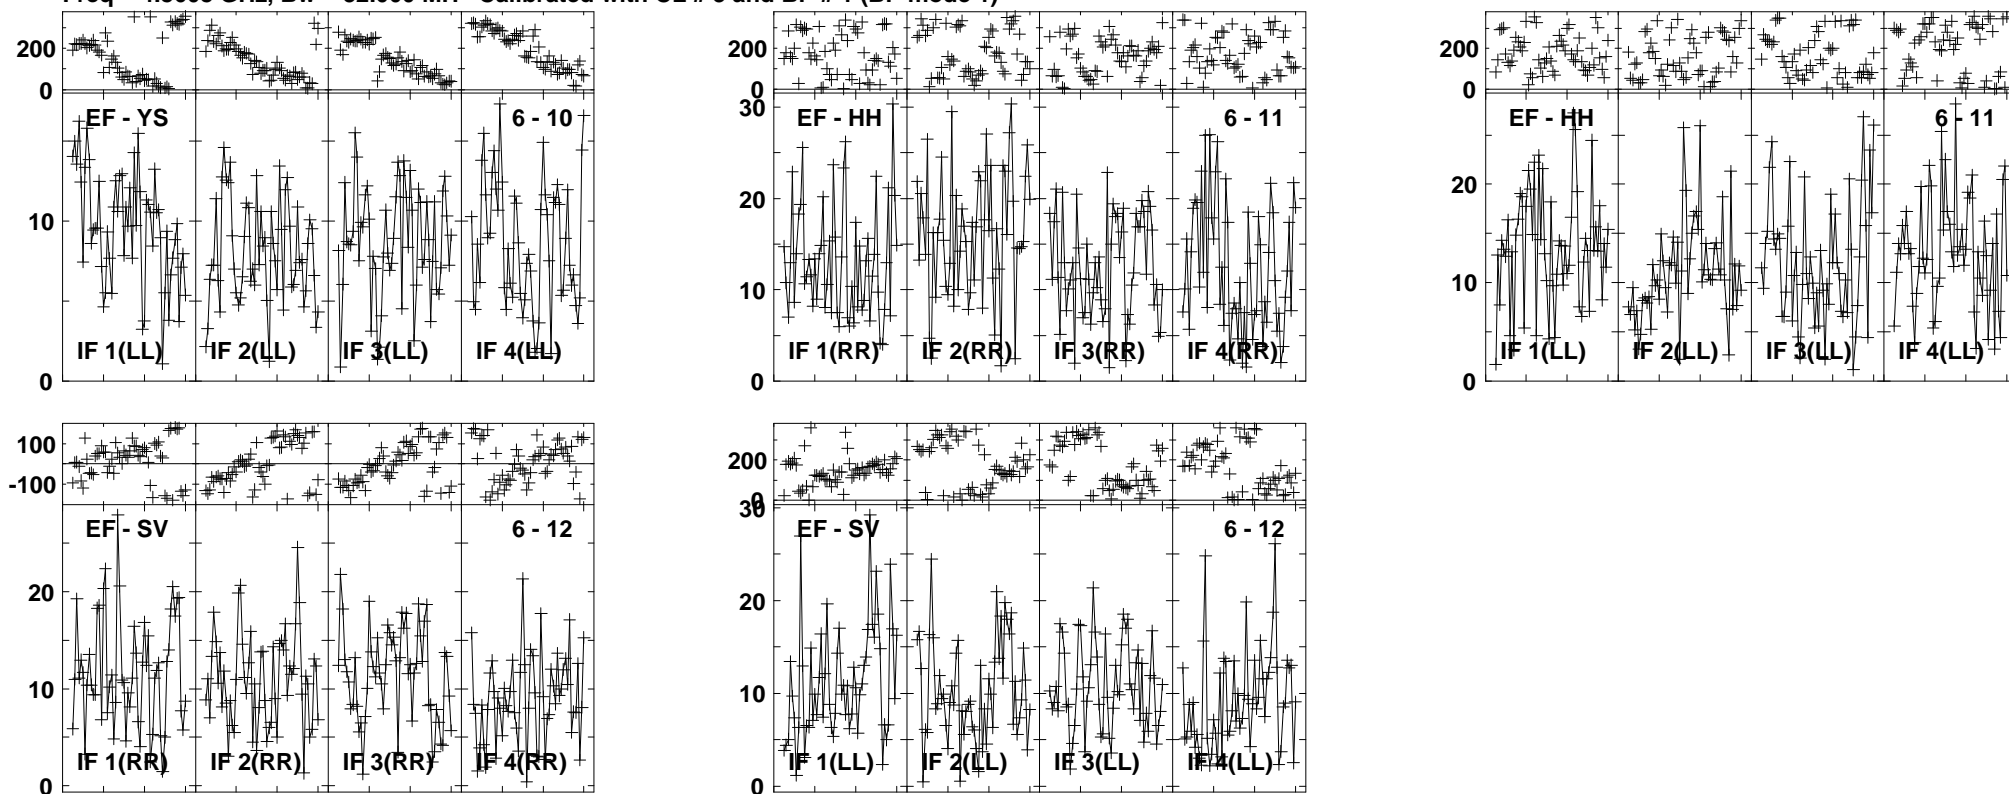 200
0
EF - YS 6 - 10
10
0
IF 1(LL) IF 2(LL) IF 3(LL) IF 4(LL)
200
0
30
EF - HH 6 - 11
20
10
0
IF 1(RR) IF 2(RR) IF 3(RR) IF 4(RR)
200
0
EF - HH 6 - 11
20
10
0
IF 1(LL) IF 2(LL) IF 3(LL) IF 4(LL)
100
-100
EF - SV 6 - 12
20
10
0
IF 1(RR) IF 2(RR) IF 3(RR) IF 4(RR)
200
0
30
EF - SV 6 - 12
20
10
0
IF 1(LL) IF 2(LL) IF 3(LL) IF 4(LL)